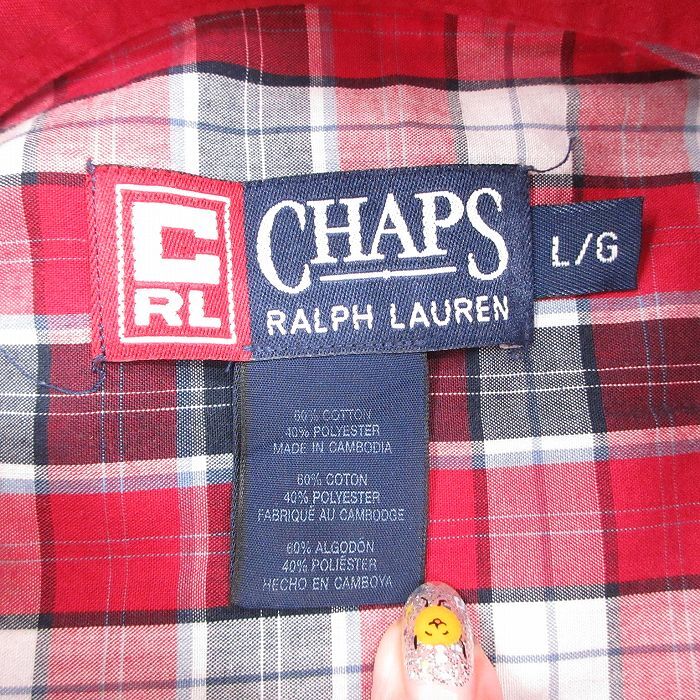 C
RL
CHAPS
RALPH LAUREN
L/G
60% COTTON
40% POLYESTER
MADE IN CAMBODIA
60% COTON
40% POLYESTER
FABRIQUÉ AU CAMBODGE
60% ALGODÓN
40% POLIÉSTER
HECHO EN CAMBOYA